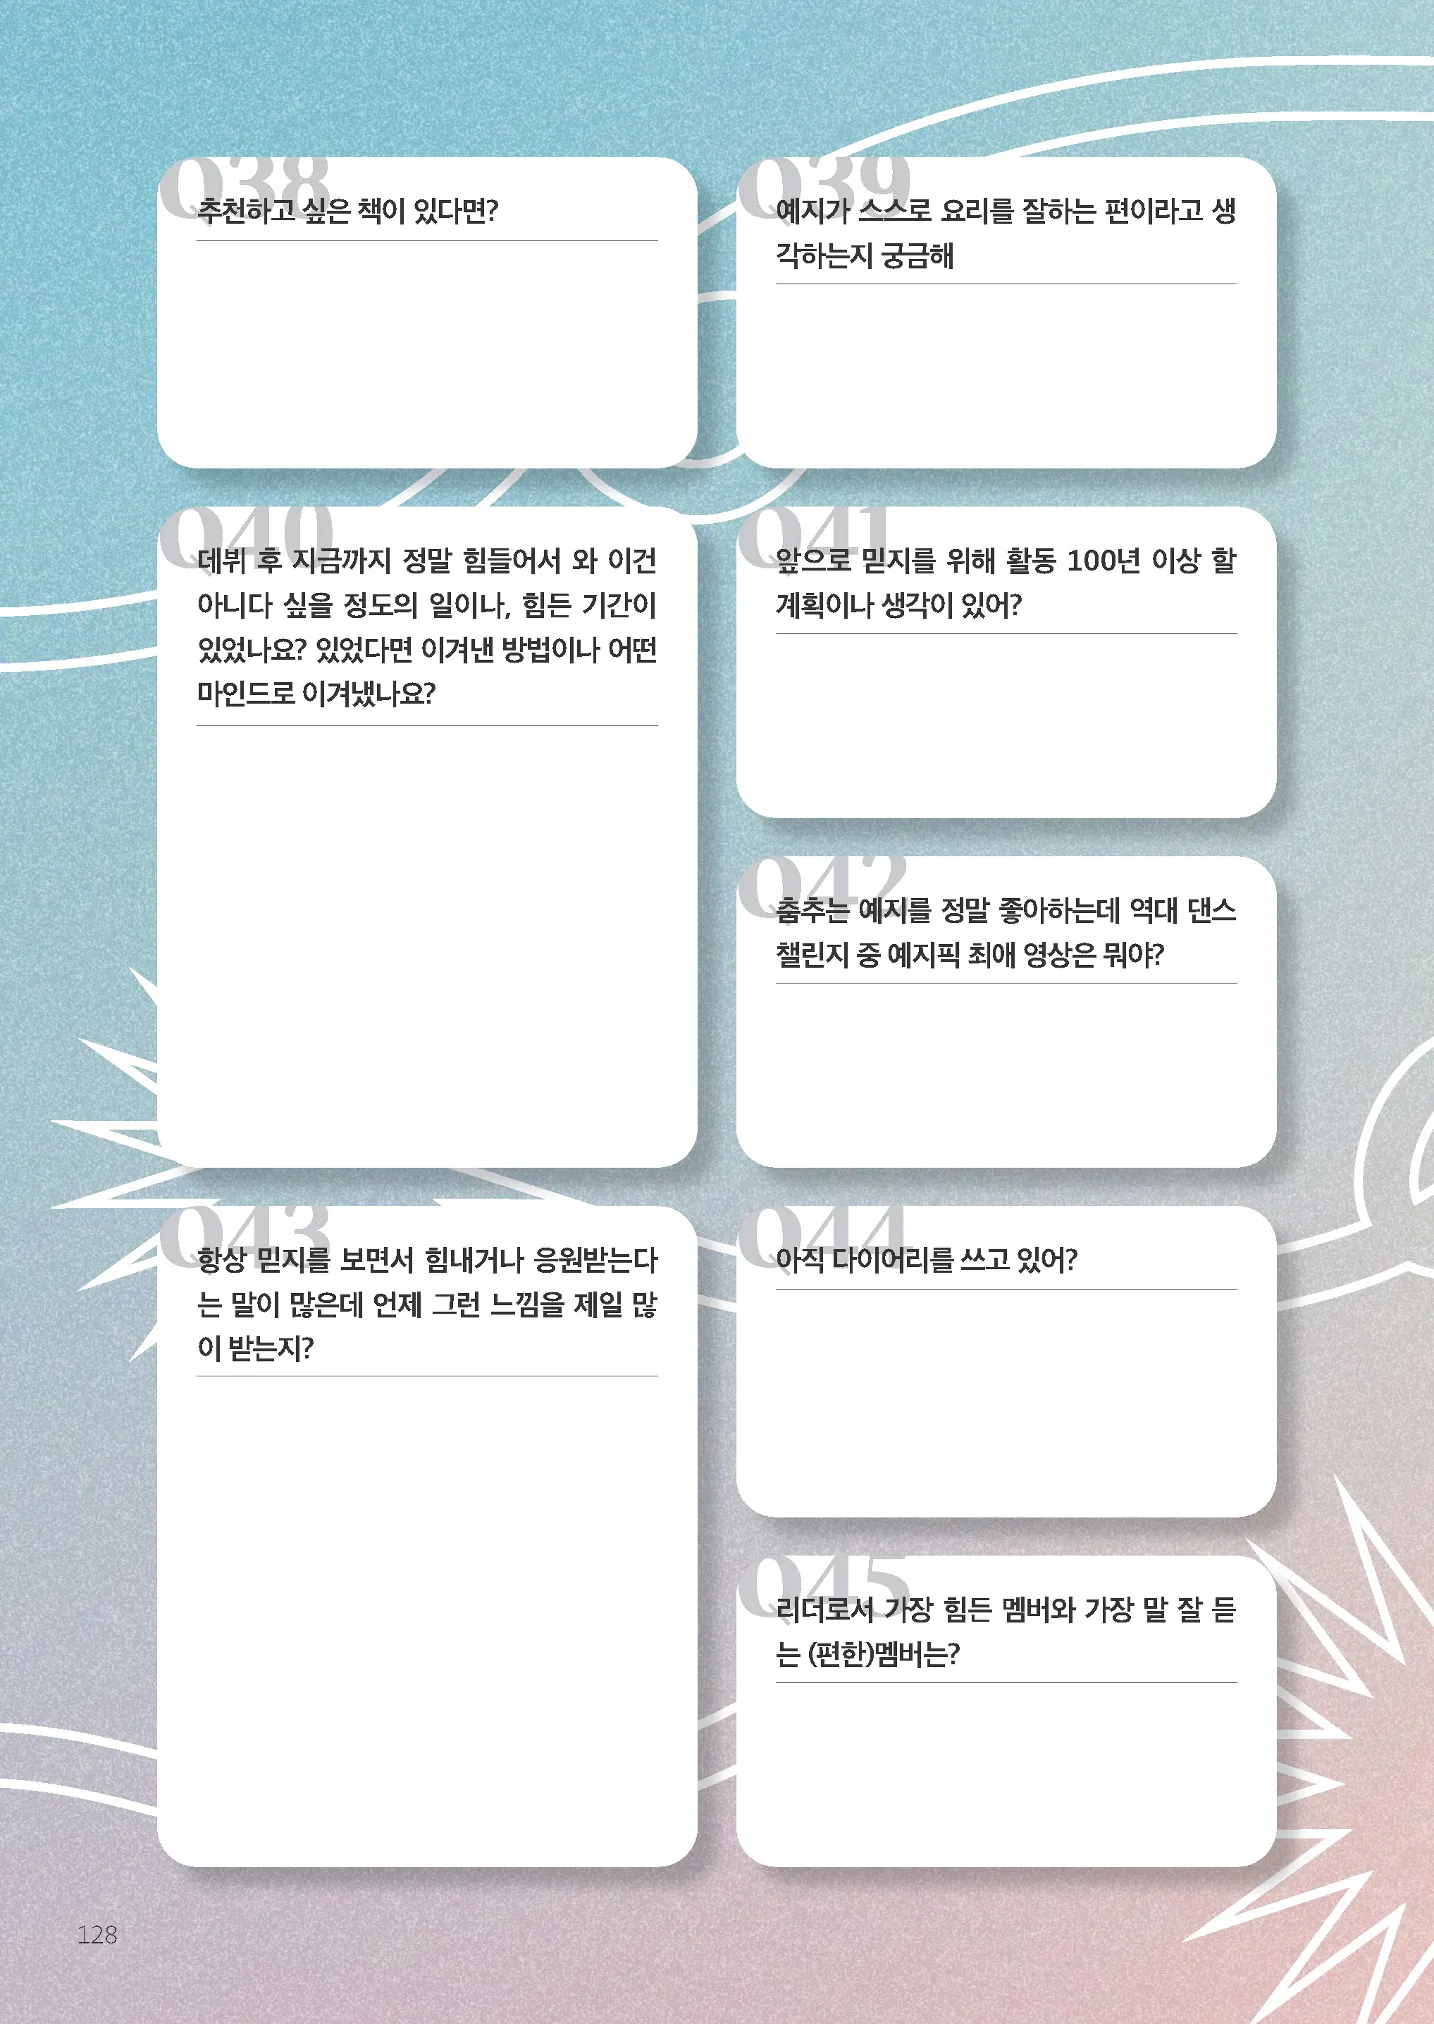 Q38
추천하고 싶은 책이 있다면?
Q39
예지가 스스로 요리를 잘하는 편이라고 생
각하는지 궁금해
Q40
데뷔 후 지금까지 정말 힘들어서 와 이건
아니다 싶을 정도의 일이나, 힘든 기간이
있었나요? 있었다면 이겨낸 방법이나 어떤
마인드로 이겨냈나요?
Q41
앞으로 믿지를 위해 활동 100년 이상 할
계획이나 생각이 있어?
Q42
춤추는 예지를 정말 좋아하는데 역대 댄스
챌린지 중 예지픽 최애 영상은 뭐야?
Q43
항상 믿지를 보면서 힘내거나 응원받는다
는 말이 많은데 언제 그런 느낌을 제일 많
이 받는지?
Q44
아직 다이어리를 쓰고 있어?
Q45
리더로서 가장 힘든 멤버와 가장 말 잘 듣
는 (편한)멤버는?
128